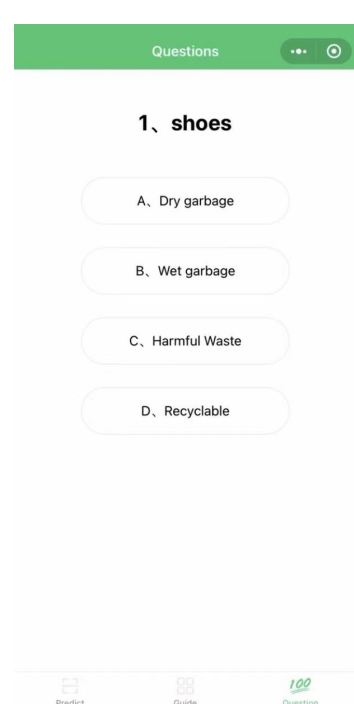 Questions
1、shoes
A、Dry garbage
B、Wet garbage
C、Harmful Waste
D、Recyclable
100
Predict
Guide
Question